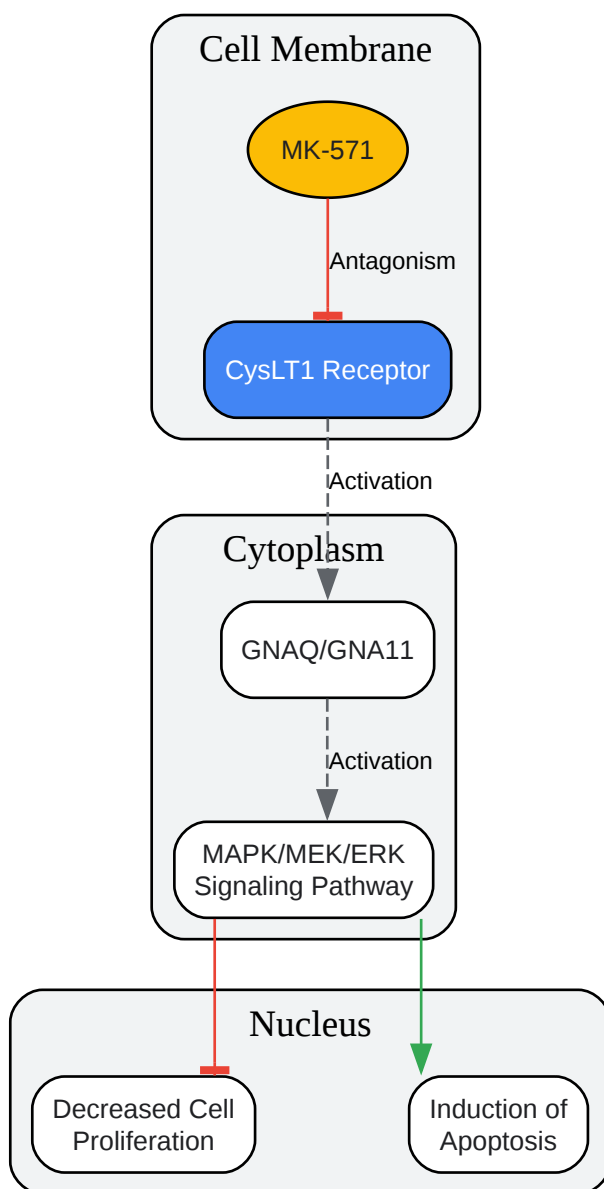 Cell Membrane
MK-571
Antagonism
CysLT1 Receptor
Activation
Cytoplasm
GNAQ/GNA11
Activation
MAPK/MEK/ERK
Signaling Pathway
Nucleus
Decreased Cell
Proliferation
Induction of
Apoptosis